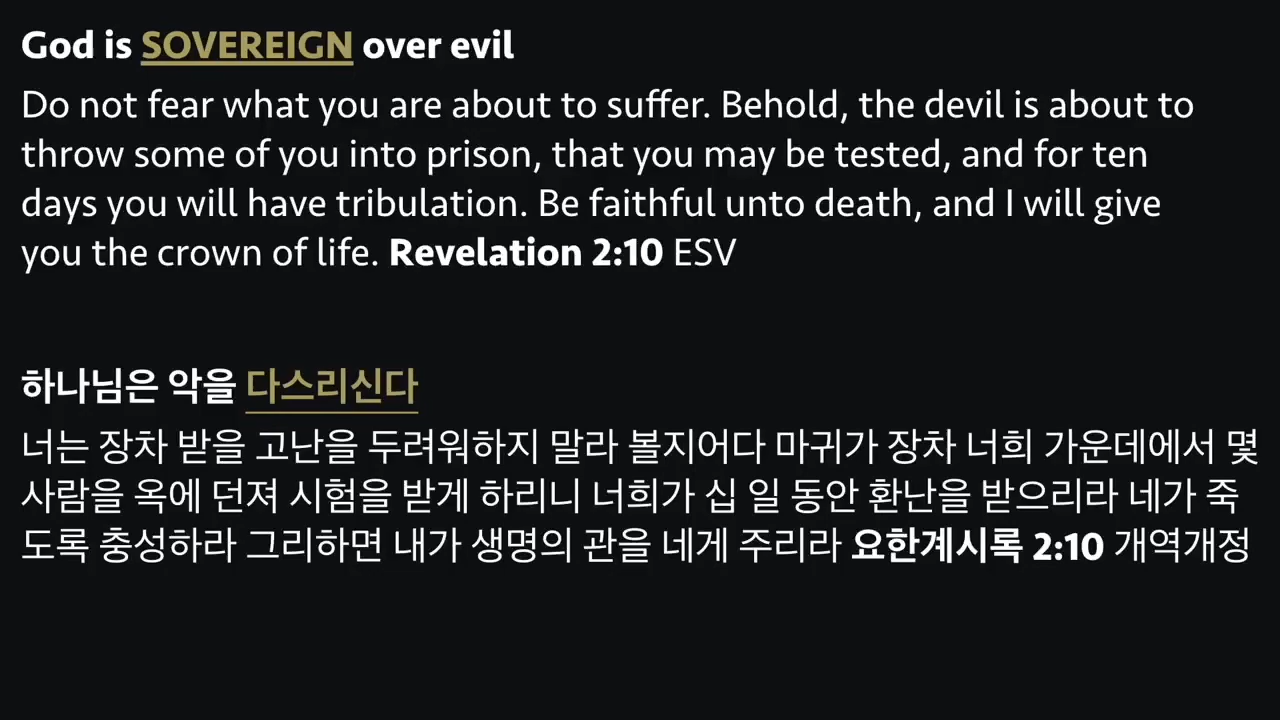 God is SOVEREIGN over evil
Do not fear what you are about to suffer. Behold, the devil is about to
throw some of you into prison, that you may be tested, and for ten
days you will have tribulation. Be faithful unto death, and I will give
you the crown of life. Revelation 2:10 ESV
하나님은 악을 다스리신다
너는 장차 받을 고난을 두려워하지 말라 볼지어다 마귀가 장차 너희 가운데에서 몇
사람을 옥에 던져 시험을 받게 하리니 너희가 십 일 동안 환난을 받으리라 네가 죽
도록 충성하라 그리하면 내가 생명의 관을 네게 주리라 요한계시록 2:10 개역개정